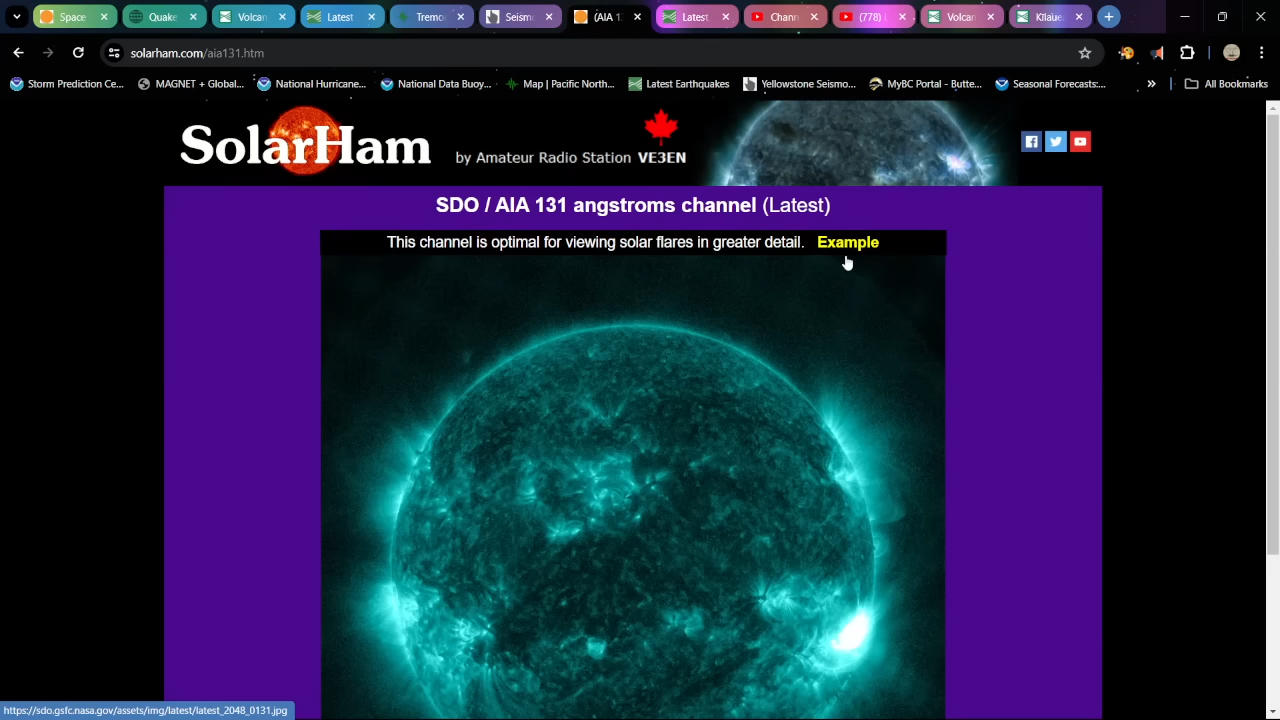 Space
Quake
Volcan
Latest
Tremo
Seism
(AIA 1
Latest
Chann
(778) L
Volcan
Kīlaue
solarham.com/aia131.htm
Storm Prediction Ce...
MAGNET + Global...
National Hurricane...
National Data Buoy...
Map | Pacific North...
Latest Earthquakes
Yellowstone Seismo...
MyBC Portal - Butte...
Seasonal Forecasts:...
All Bookmarks
SolarHam
by Amateur Radio Station VE3EN
SDO / AIA 131 angstroms channel (Latest)
This channel is optimal for viewing solar flares in greater detail. Example
https://sdo.gsfc.nasa.gov/assets/img/latest/latest_2048_0131.jpg